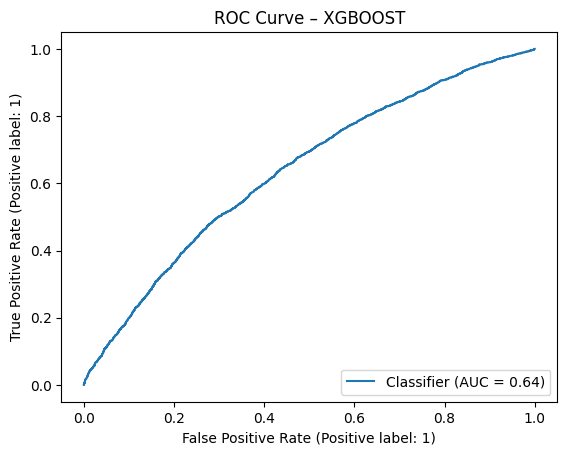 ROC Curve – XGBOOST
1.0
0.8
0.6
0.4
0.2
0.0
True Positive Rate (Positive label: 1)
Classifier (AUC = 0.64)
0.0 0.2 0.4 0.6 0.8 1.0
False Positive Rate (Positive label: 1)